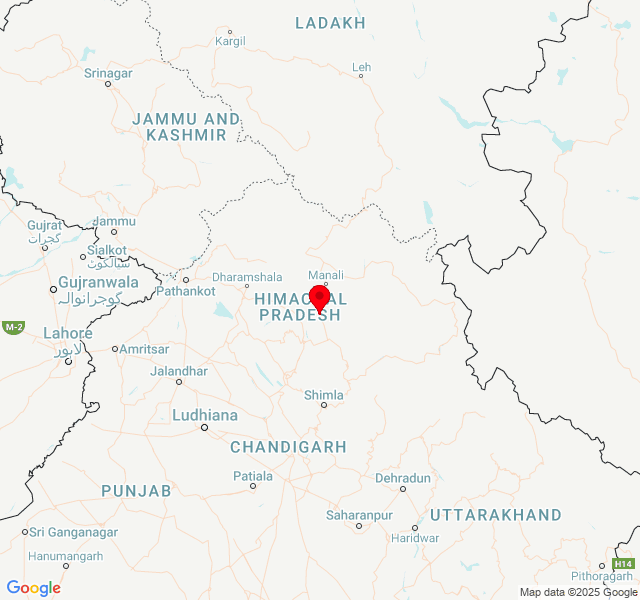 LADAKH
Kargil
Leh
Srinagar
JAMMU AND
KASHMIR
Gujrat
گجرات
Jammu
Sialkot
سیالکوٹ
Gujranwala
گوجرانوالہ
Pathankot
Dharamshala
Manali
HIMACHAL
PRADESH
M-2
Lahore
لاہور
Amritsar
Jalandhar
Shimla
Ludhiana
CHANDIGARH
Patiala
Dehradun
PUNJAB
Saharanpur
UTTARAKHAND
Sri Ganganagar
Haridwar
Hanumangarh
H14
Pithoragarh
Google
Map data ©2025 Google